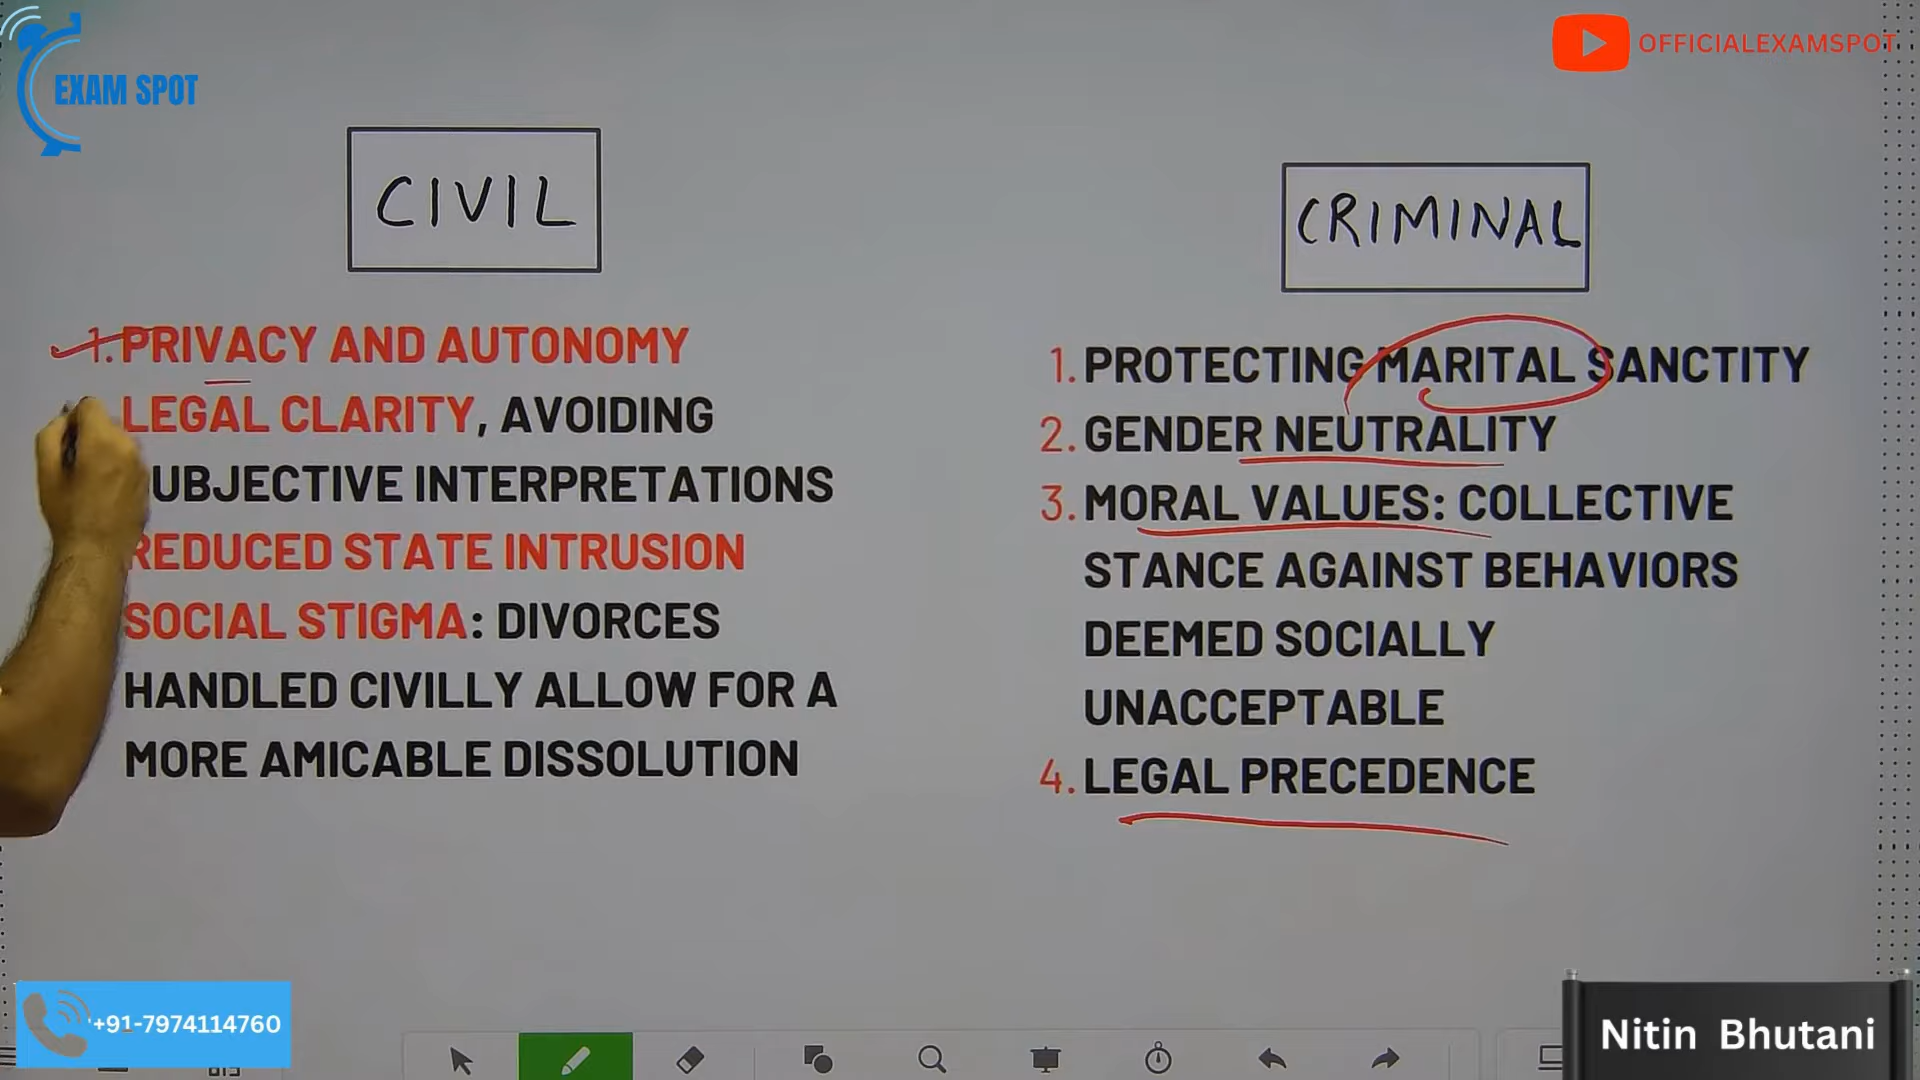 EXAM SPOT
OFFICIALEXAMSPOT
CIVIL
1. PRIVACY AND AUTONOMY
LEGAL CLARITY, AVOIDING
SUBJECTIVE INTERPRETATIONS
REDUCED STATE INTRUSION
SOCIAL STIGMA: DIVORCES
HANDLED CIVILLY ALLOW FOR A
MORE AMICABLE DISSOLUTION
CRIMINAL
1. PROTECTING MARITAL SANCTITY
2. GENDER NEUTRALITY
3. MORAL VALUES: COLLECTIVE
STANCE AGAINST BEHAVIORS
DEEMED SOCIALLY
UNACCEPTABLE
4. LEGAL PRECEDENCE
+91-7974114760
Nitin Bhutani